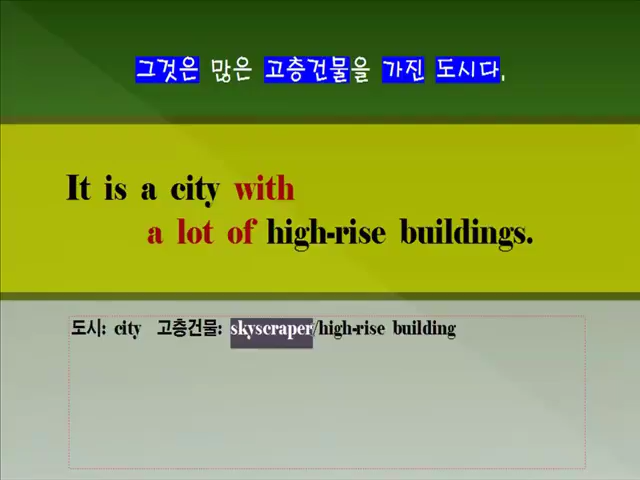 그것은 많은 고층건물을 가진 도시다.
It is a city with
a lot of high-rise buildings.
도시: city 고층건물: skyscraper/high-rise building